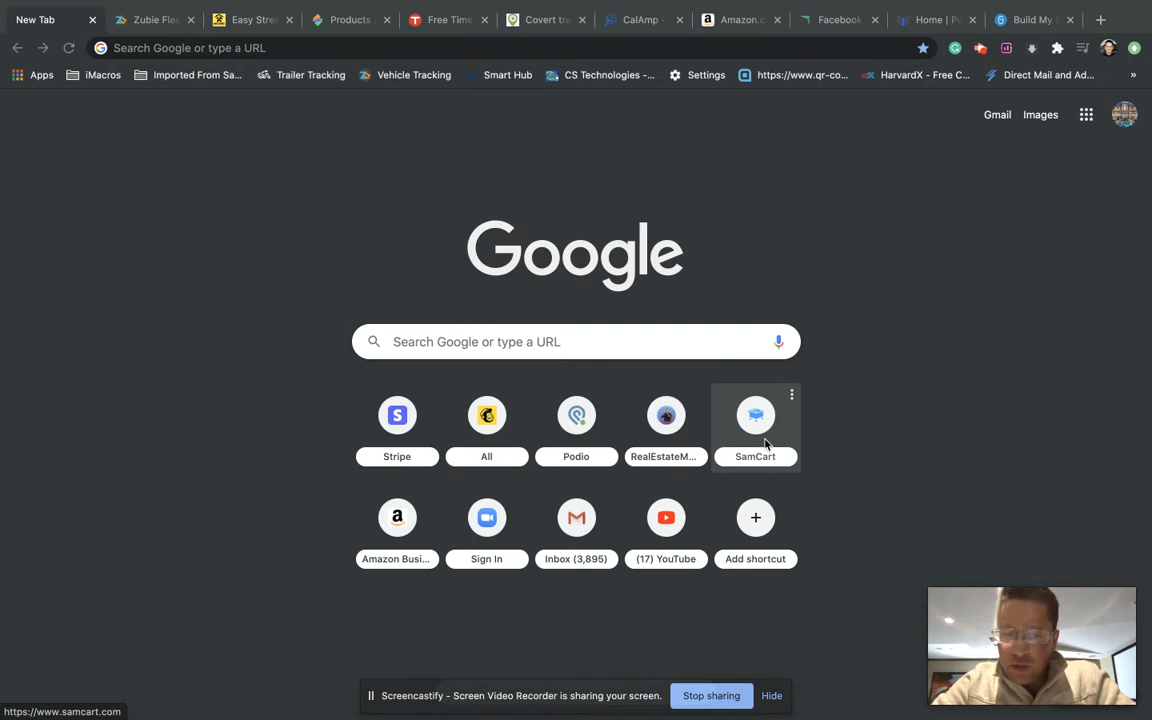 New Tab
Zubie Flee
Easy Stree
Products
Free Time
Covert tra
CalAmp -
Amazon.c
Facebook
Home | Po
Build My S
Search Google or type a URL
Apps
iMacros
Imported From Sa...
Trailer Tracking
Vehicle Tracking
Smart Hub
CS Technologies -...
Settings
https://www.qr-co...
HarvardX - Free C...
Direct Mail and Ad...
»
Gmail
Images
Google
Search Google or type a URL
Stripe
All
Podio
RealEstateM...
SamCart
Amazon Busi...
Sign In
Inbox (3,895)
(17) YouTube
Add shortcut
Screencastify - Screen Video Recorder is sharing your screen.
Stop sharing
Hide
https://www.samcart.com